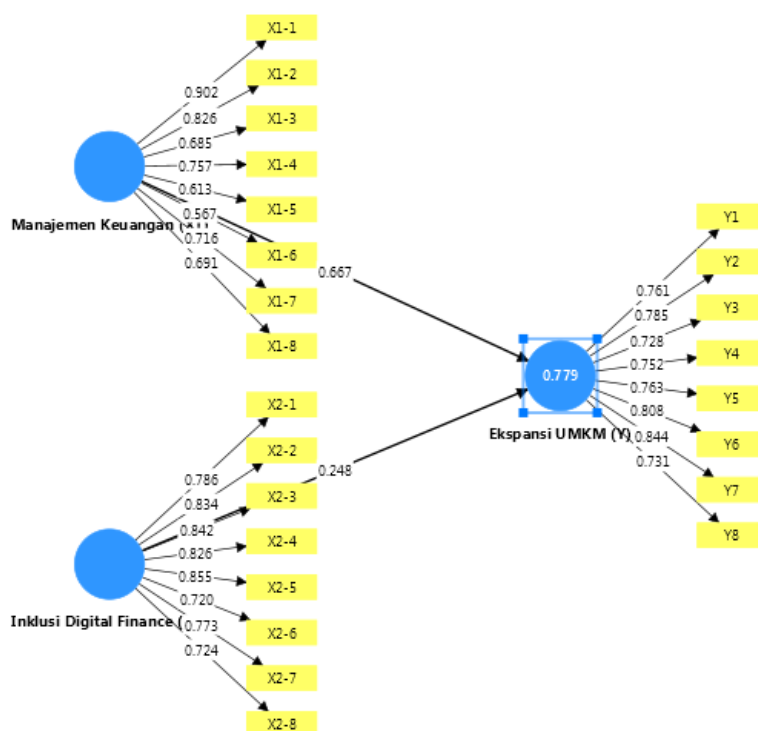 X1-1
X1-2
X1-3
X1-4
X1-5
X1-6
X1-7
X1-8
0.902
0.826
0.685
0.757
0.613
0.567
0.716
0.691
Manajemen Keuangan (X1)
0.667
X2-1
X2-2
X2-3
X2-4
X2-5
X2-6
X2-7
X2-8
0.786
0.834
0.842
0.826
0.855
0.720
0.773
0.724
Inklusi Digital Finance (
0.248
0.779
Ekspansi UMKM (Y)
0.761
0.785
0.728
0.752
0.763
0.808
0.844
0.731
Y1
Y2
Y3
Y4
Y5
Y6
Y7
Y8